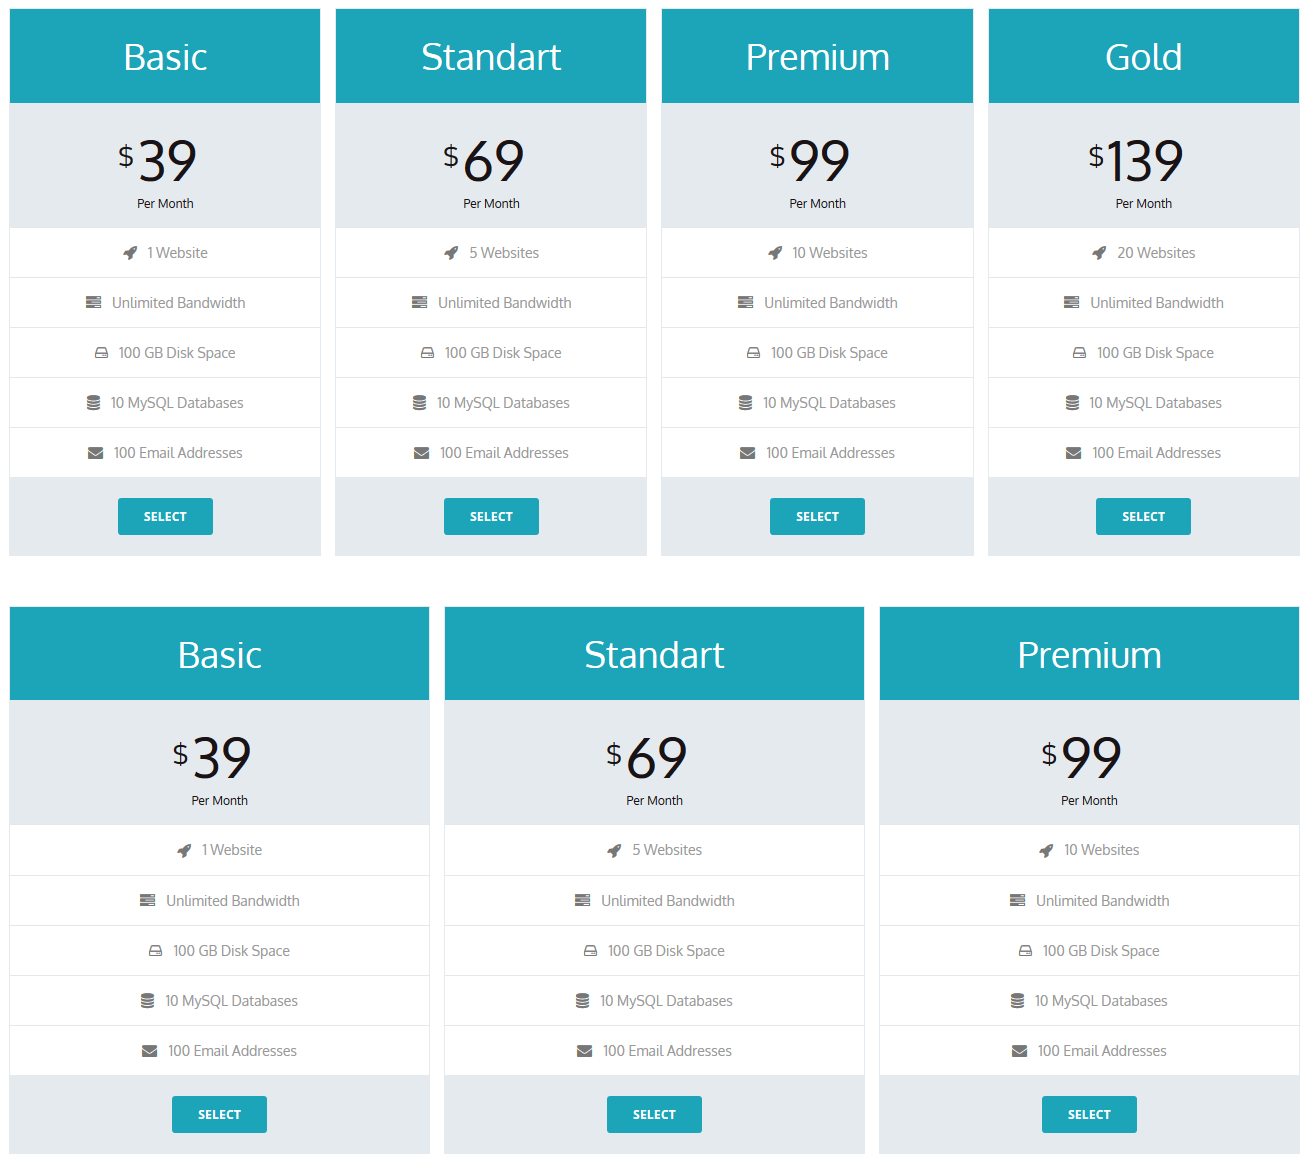 Basic
$39
Per Month
1 Website
Unlimited Bandwidth
100 GB Disk Space
10 MySQL Databases
100 Email Addresses
SELECT
Standart
$69
Per Month
5 Websites
Unlimited Bandwidth
100 GB Disk Space
10 MySQL Databases
100 Email Addresses
SELECT
Premium
$99
Per Month
10 Websites
Unlimited Bandwidth
100 GB Disk Space
10 MySQL Databases
100 Email Addresses
SELECT
Gold
$139
Per Month
20 Websites
Unlimited Bandwidth
100 GB Disk Space
10 MySQL Databases
100 Email Addresses
SELECT
Basic
$39
Per Month
1 Website
Unlimited Bandwidth
100 GB Disk Space
10 MySQL Databases
100 Email Addresses
SELECT
Standart
$69
Per Month
5 Websites
Unlimited Bandwidth
100 GB Disk Space
10 MySQL Databases
100 Email Addresses
SELECT
Premium
$99
Per Month
10 Websites
Unlimited Bandwidth
100 GB Disk Space
10 MySQL Databases
100 Email Addresses
SELECT